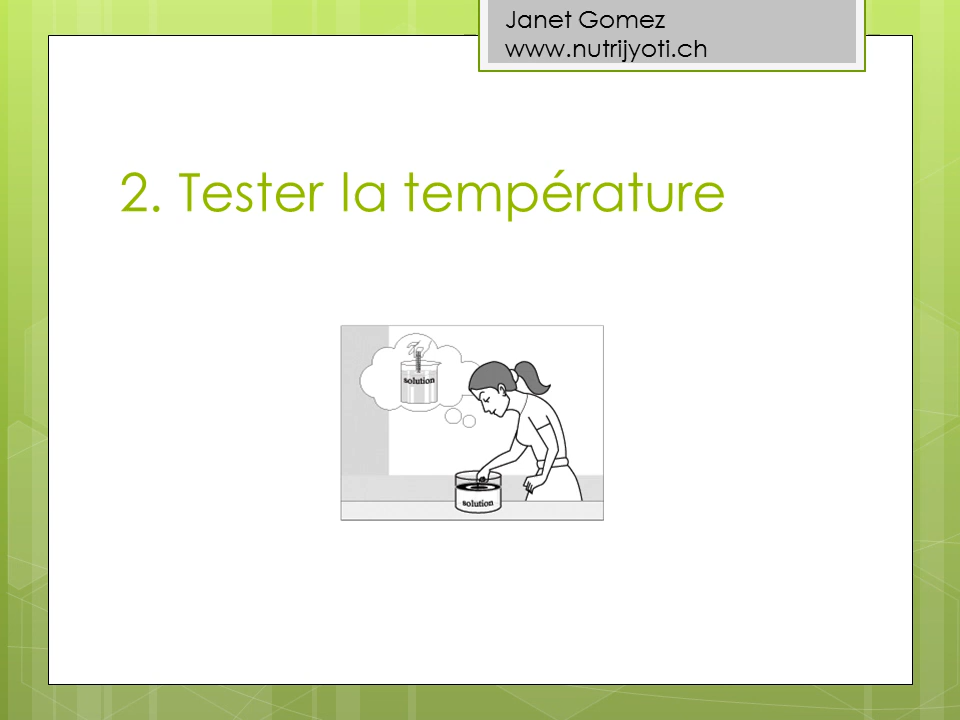 Janet Gomez
www.nutrijyoti.ch
2. Tester la température
solution
solution